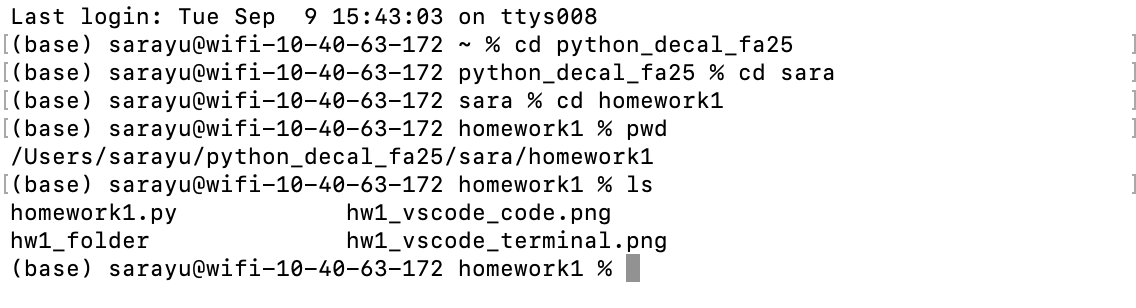 Last login: Tue Sep  9 15:43:03 on ttys008
[(base) sarayu@wifi-10-40-63-172 ~ % cd python_decal_fa25 ]
[(base) sarayu@wifi-10-40-63-172 python_decal_fa25 % cd sara ]
[(base) sarayu@wifi-10-40-63-172 sara % cd homework1 ]
[(base) sarayu@wifi-10-40-63-172 homework1 % pwd ]
/Users/sarayu/python_decal_fa25/sara/homework1
[(base) sarayu@wifi-10-40-63-172 homework1 % ls ]
homework1.py            hw1_vscode_code.png
hw1_folder              hw1_vscode_terminal.png
(base) sarayu@wifi-10-40-63-172 homework1 %